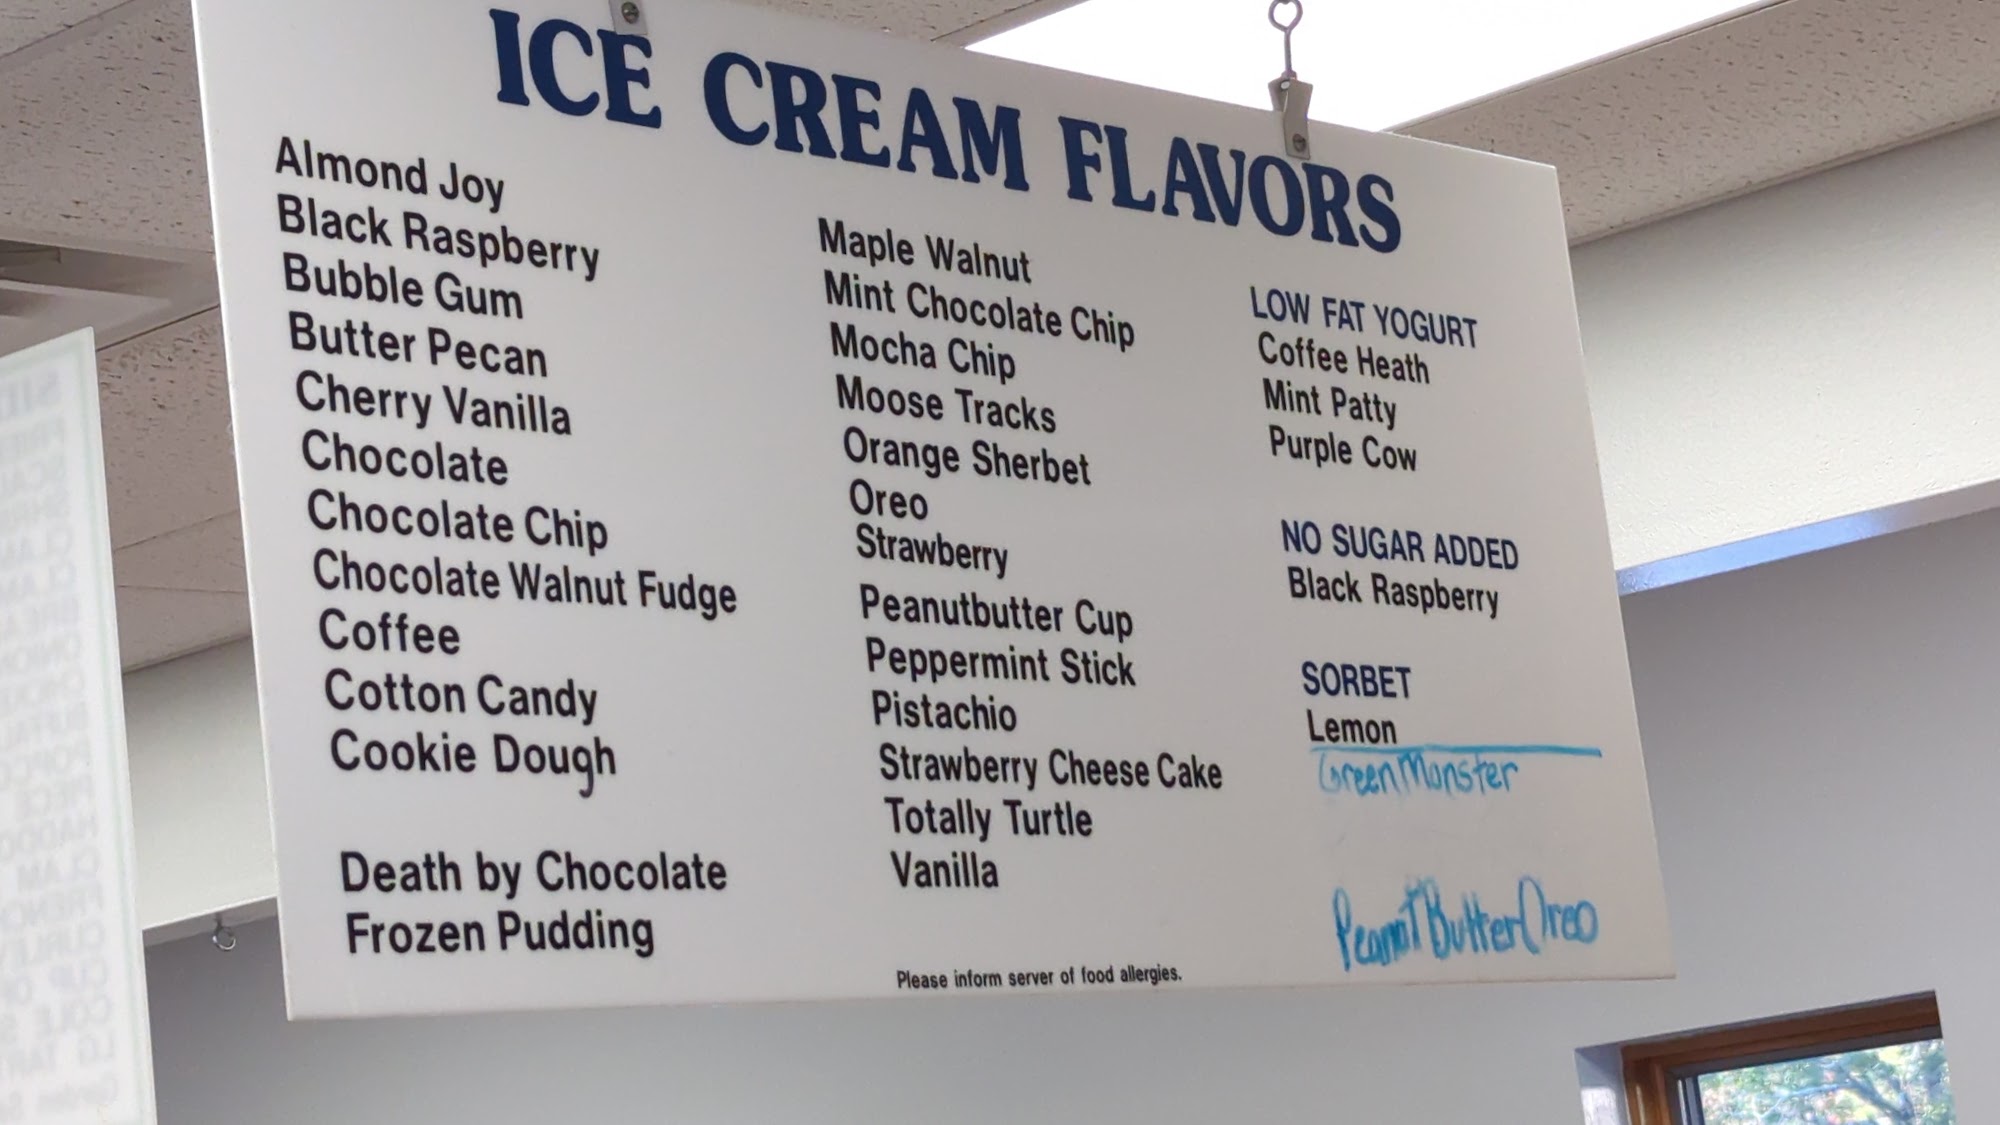 ICE CREAM FLAVORS
Almond Joy
Black Raspberry
Bubble Gum
Butter Pecan
Cherry Vanilla
Chocolate
Chocolate Chip
Chocolate Walnut Fudge
Coffee
Cotton Candy
Cookie Dough
Death by Chocolate
Frozen Pudding
Maple Walnut
Mint Chocolate Chip
Mocha Chip
Moose Tracks
Orange Sherbet
Oreo
Strawberry
Peanutbutter Cup
Peppermint Stick
Pistachio
Strawberry Cheese Cake
Totally Turtle
Vanilla
LOW FAT YOGURT
Coffee Heath
Mint Patty
Purple Cow
NO SUGAR ADDED
Black Raspberry
SORBET
Lemon
Green Monster
Peanut Butter Oreo
Please inform server of food allergies.